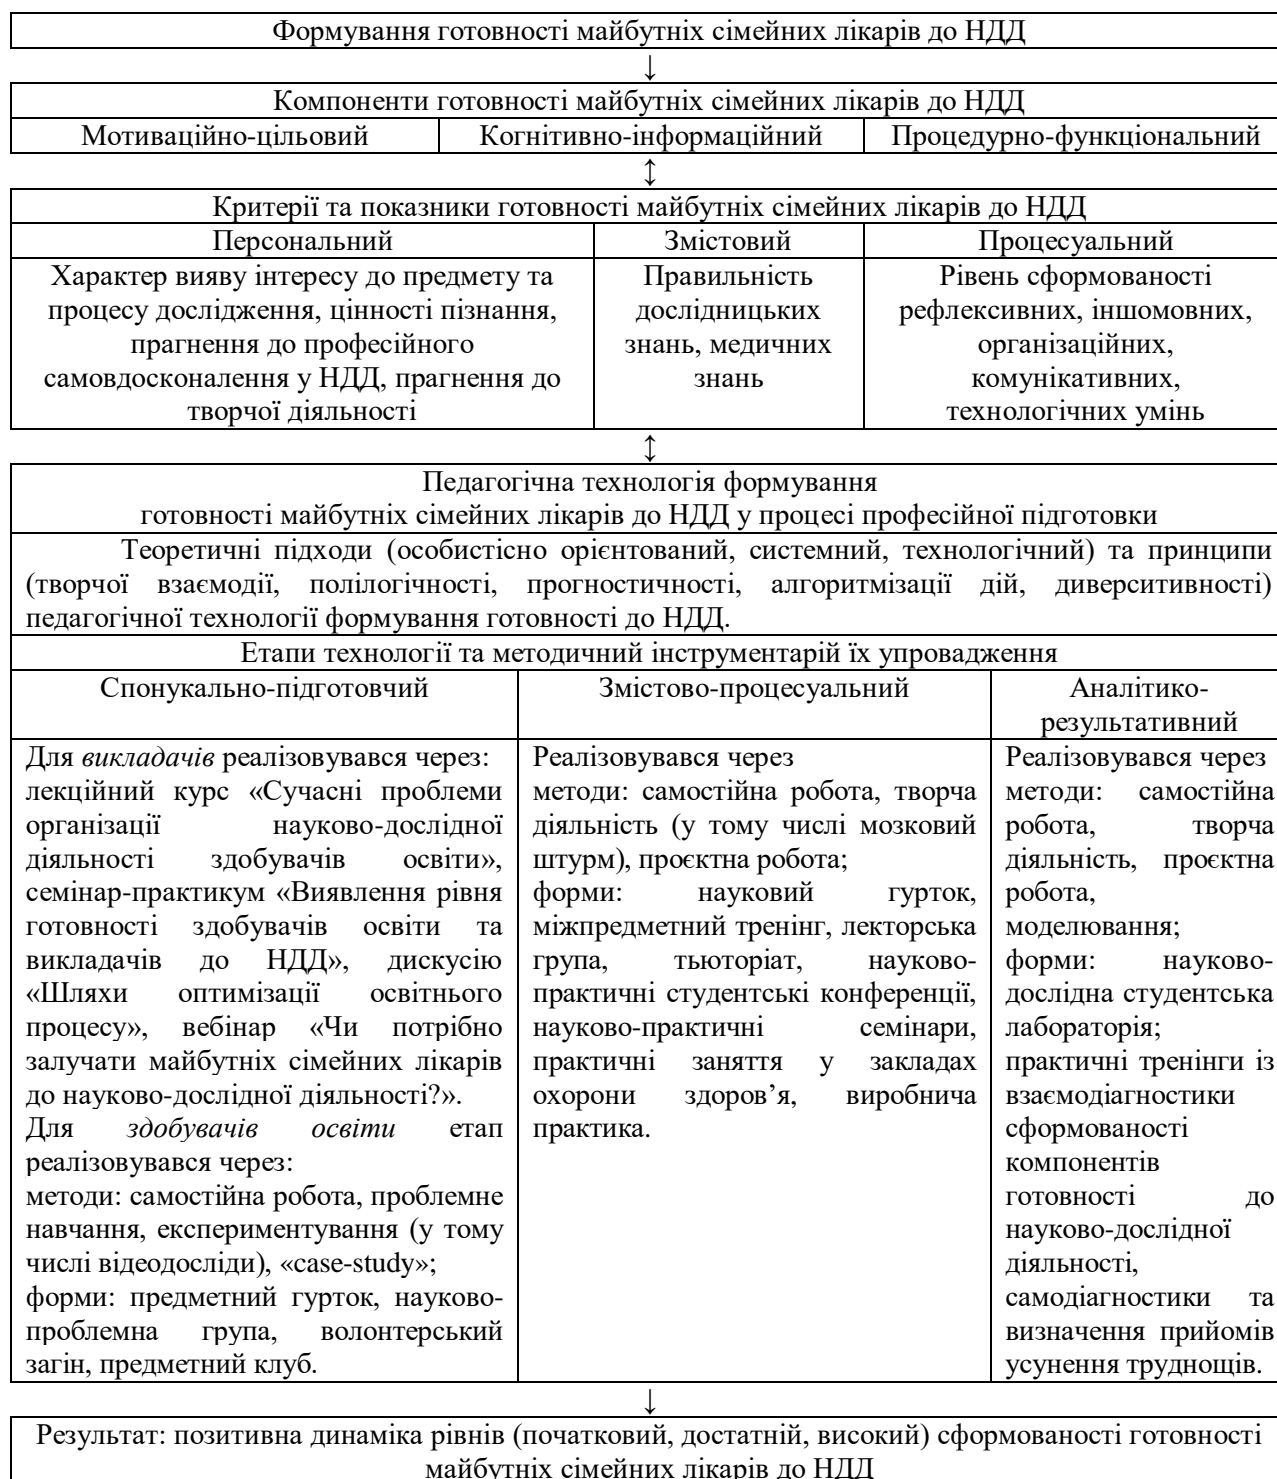 Формування готовності майбутніх сімейних лікарів до НДД
↓
Компоненти готовності майбутніх сімейних лікарів до НДД
Мотиваційно-цільовий
Когнітивно-інформаційний
Процедурно-функціональний
↕
Критерії та показники готовності майбутніх сімейних лікарів до НДД
Персональний
Змістовий
Процесуальний
Характер вияву інтересу до предмету та
процесу дослідження, цінності пізнання,
прагнення до професійного
самовдосконалення у НДД, прагнення до
творчої діяльності
Правильність
дослідницьких
знань, медичних
знань
Рівень сформованості
рефлексивних, іншомовних,
організаційних,
комунікативних,
технологічних умінь
↕
Педагогічна технологія формування
готовності майбутніх сімейних лікарів до НДД у процесі професійної підготовки
Теоретичні підходи (особистісно орієнтований, системний, технологічний) та принципи
(творчої взаємодії, полілогічності, прогностичності, алгоритмізації дій, диверситивності)
педагогічної технології формування готовності до НДД.
Етапи технології та методичний інструментарій їх упровадження
Спонукально-підготовчий
Змістово-процесуальний
Аналітико-
результативний
Для викладачів реалізовувався через:
лекційний курс «Сучасні проблеми
організації науково-дослідної
діяльності здобувачів освіти»,
семінар-практикум «Виявлення рівня
готовності здобувачів освіти та
викладачів до НДД», дискусію
«Шляхи оптимізації освітнього
процесу», вебінар «Чи потрібно
залучати майбутніх сімейних лікарів
до науково-дослідної діяльності?».
Для здобувачів освіти етап
реалізовувався через:
методи: самостійна робота, проблемне
навчання, експериментування (у тому
числі відеодосліди), «case-study»;
форми: предметний гурток, науково-
проблемна група, волонтерський
загін, предметний клуб.
Реалізовувався через
методи: самостійна робота, творча
діяльність (у тому числі мозковий
штурм), проєктна робота;
форми: науковий гурток,
міжпредметний тренінг, лекторська
група, тьюторіат, науково-
практичні студентські конференції,
науково-практичні семінари,
практичні заняття у закладах
охорони здоров’я, виробнича
практика.
Реалізовувався через
методи: самостійна
робота, творча
діяльність, проєктна
робота,
моделювання;
форми: науково-
дослідна студентська
лабораторія;
практичні тренінги із
взаємодіагностики
сформованості
компонентів
готовності до
науково-дослідної
діяльності,
самодіагностики та
визначення прийомів
усунення труднощів.
↓
Результат: позитивна динаміка рівнів (початковий, достатній, високий) сформованості готовності
майбутніх сімейних лікарів до НДД